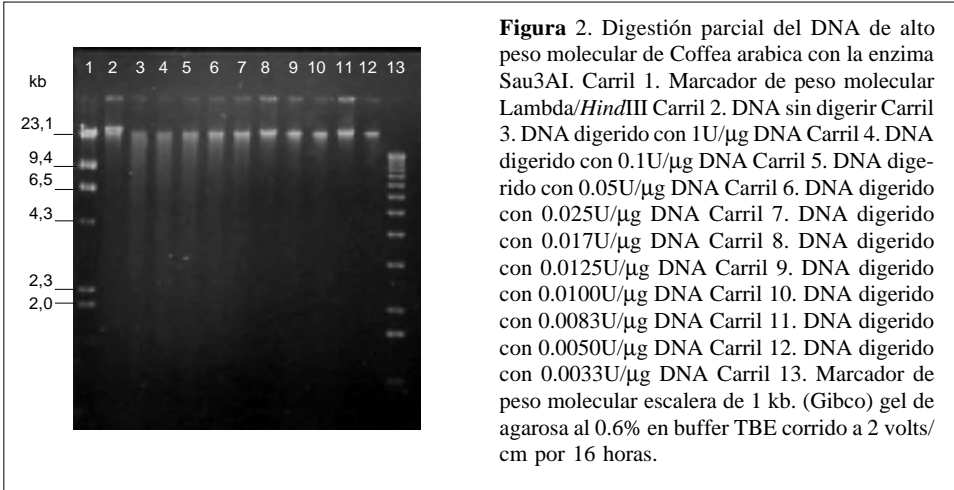 kb
1 2 3 4 5 6 7 8 9 10 11 12 13
23,1
9,4
6,5
4,3
2,3
2,0
Figura 2. Digestión parcial del DNA de alto
peso molecular de Coffea arabica con la enzima
Sau3AI. Carril 1. Marcador de peso molecular
Lambda/HindIII Carril 2. DNA sin digerir Carril
3. DNA digerido con 1U/µg DNA Carril 4. DNA
digerido con 0.1U/µg DNA Carril 5. DNA dige-
rido con 0.05U/µg DNA Carril 6. DNA digerido
con 0.025U/µg DNA Carril 7. DNA digerido
con 0.017U/µg DNA Carril 8. DNA digerido
con 0.0125U/µg DNA Carril 9. DNA digerido
con 0.0100U/µg DNA Carril 10. DNA digerido
con 0.0083U/µg DNA Carril 11. DNA digerido
con 0.0050U/µg DNA Carril 12. DNA digerido
con 0.0033U/µg DNA Carril 13. Marcador de
peso molecular escalera de 1 kb. (Gibco) gel de
agarosa al 0.6% en buffer TBE corrido a 2 volts/
cm por 16 horas.